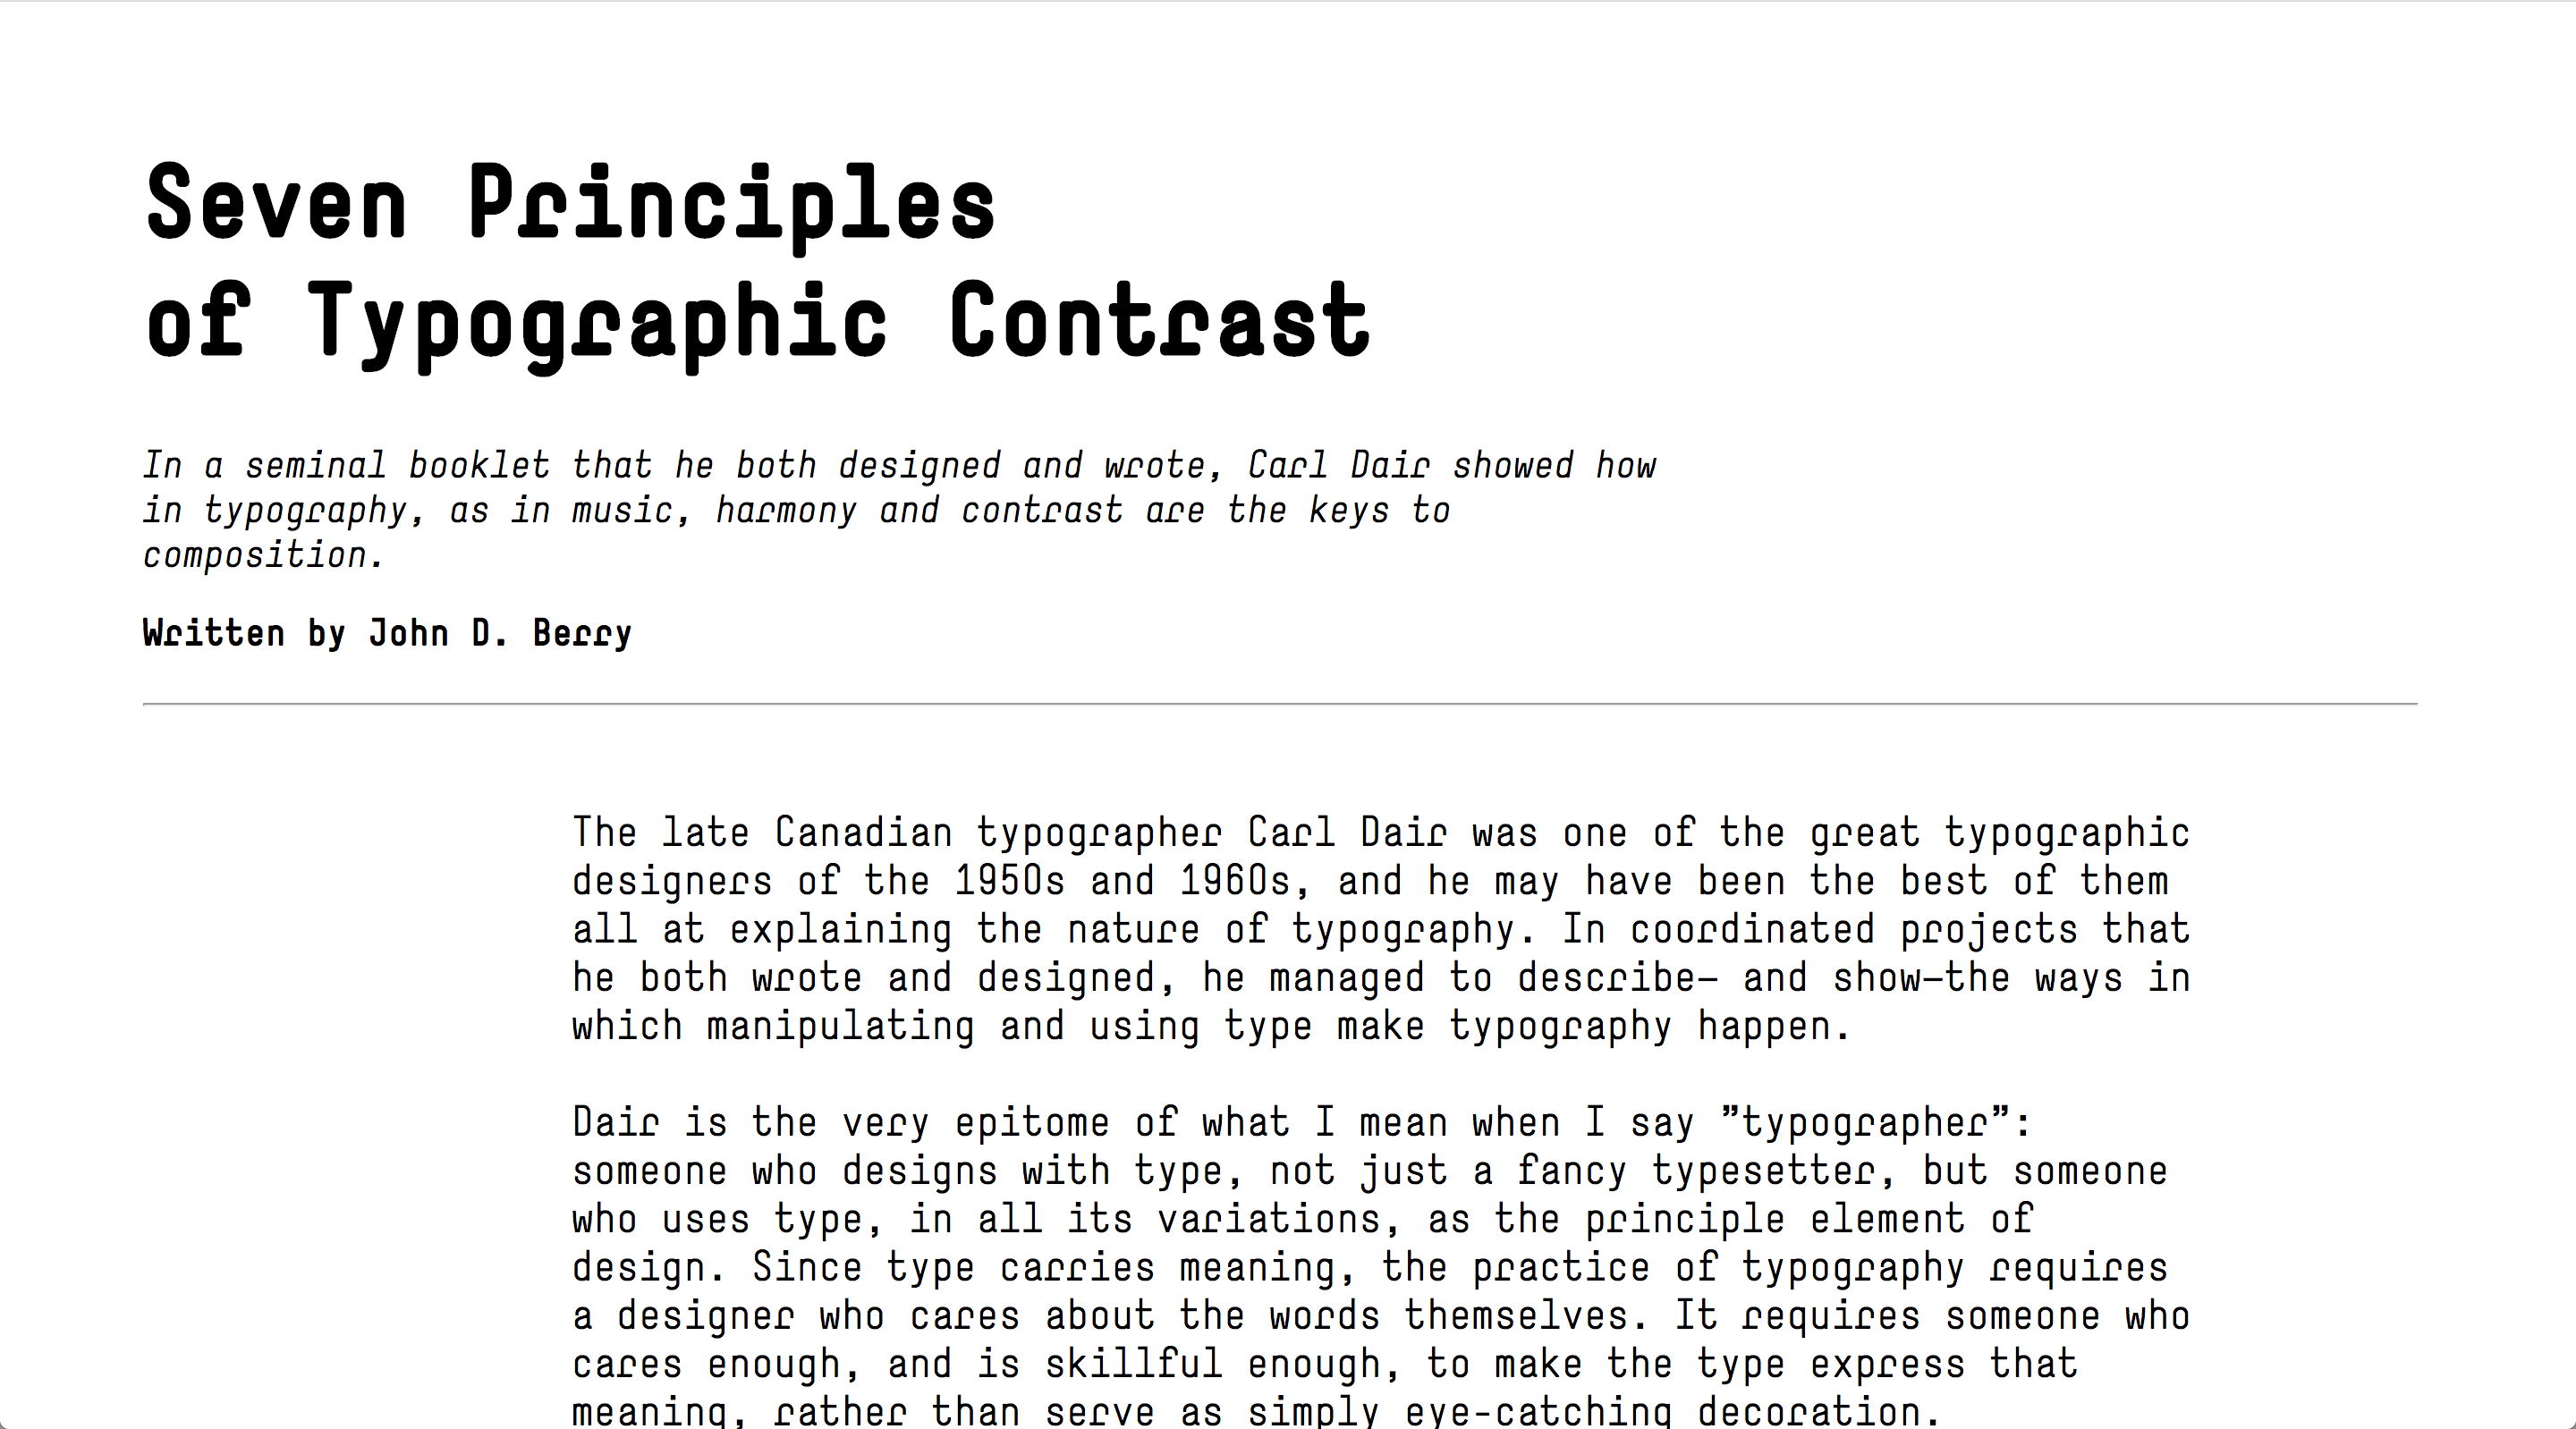 Seven Principles
of Typographic Contrast
In a seminal booklet that he both designed and wrote, Carl Dair showed how
in typography, as in music, harmony and contrast are the keys to
composition.
Written by John D. Berry
The late Canadian typographer Carl Dair was one of the great typographic
designers of the 1950s and 1960s, and he may have been the best of them
all at explaining the nature of typography. In coordinated projects that
he both wrote and designed, he managed to describe— and show—the ways in
which manipulating and using type make typography happen.
Dair is the very epitome of what I mean when I say ”typographer”:
someone who designs with type, not just a fancy typesetter, but someone
who uses type, in all its variations, as the principle element of
design. Since type carries meaning, the practice of typography requires
a designer who cares about the words themselves. It requires someone who
cares enough, and is skillful enough, to make the type express that
meaning, rather than serve as simply eye-catching decoration.